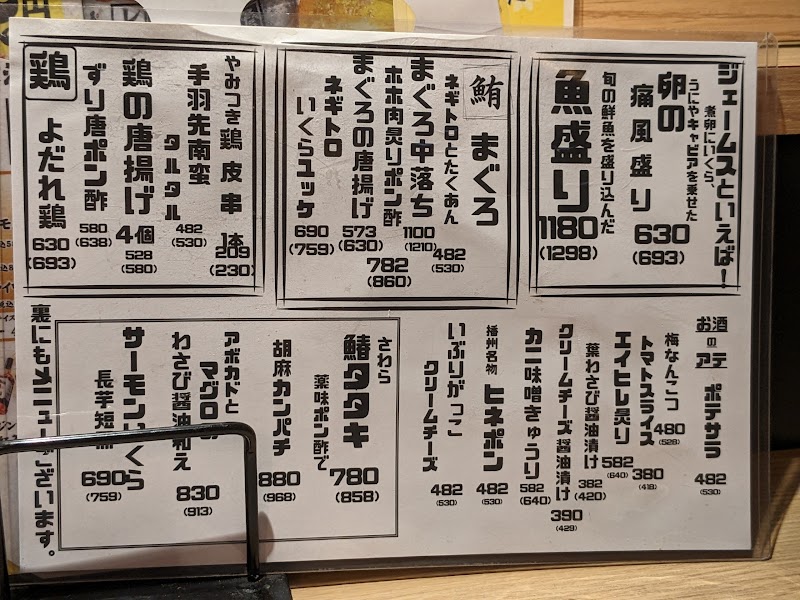 ジェームスといえば!
煮卵にいくら、
うにやキャビアを乗せた
卵の
痛風盛り
630
(693)
旬の鮮魚を盛り込んだ
魚盛り
1180
(1298)
鮪 まぐろ
ネギトロとたくあん
482
(530)
まぐろ中落ち
1100
(1210)
ホホ肉炙りポン酢
782
(860)
まぐろの唐揚げ
573
(630)
ネギトロ
いくらユッケ
690
(759)
やみつき鶏皮串
1本
209
(230)
手羽先南蛮
タルタル
482
(530)
鶏の唐揚げ
4個
528
(580)
ずり唐ポン酢
580
(638)
鶏 よだれ鶏
630
(693)
お酒
の
アテ
ポテサラ
482
(530)
梅なんこつ
480
(528)
トマトスライス
380
(418)
エイヒレ炙り
582
(640)
葉わさび醤油漬け
382
(420)
クリームチーズ醤油漬け
390
(429)
カニ味噌きゅうり
582
(640)
播州名物
ヒネポン
482
(530)
いぶりがっこ
クリームチーズ
482
(530)
さわら
鰆タタキ
薬味ポン酢で
780
(858)
胡麻カンパチ
880
(968)
アボカドと
マグロの
わさび醤油和え
830
(913)
サーモンいくら
長芋短
690
(759)
裏にもメニューございます。